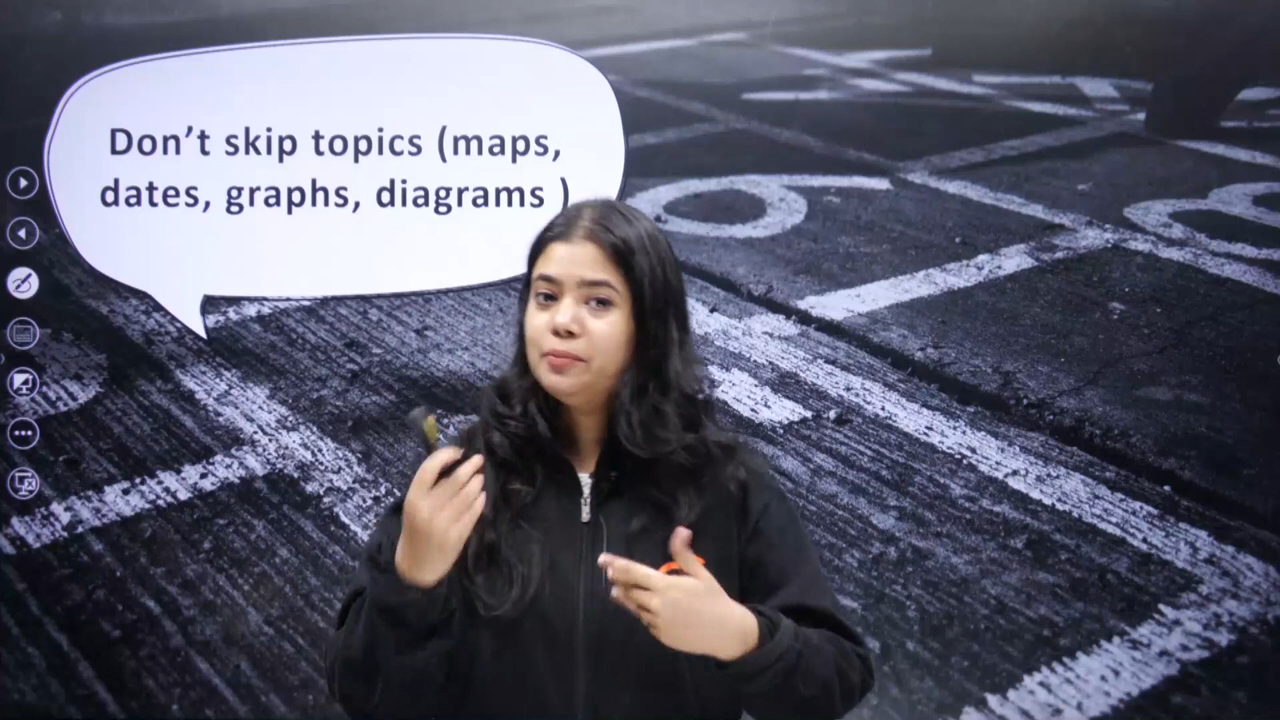 Don’t skip topics (maps,
dates, graphs, diagrams )